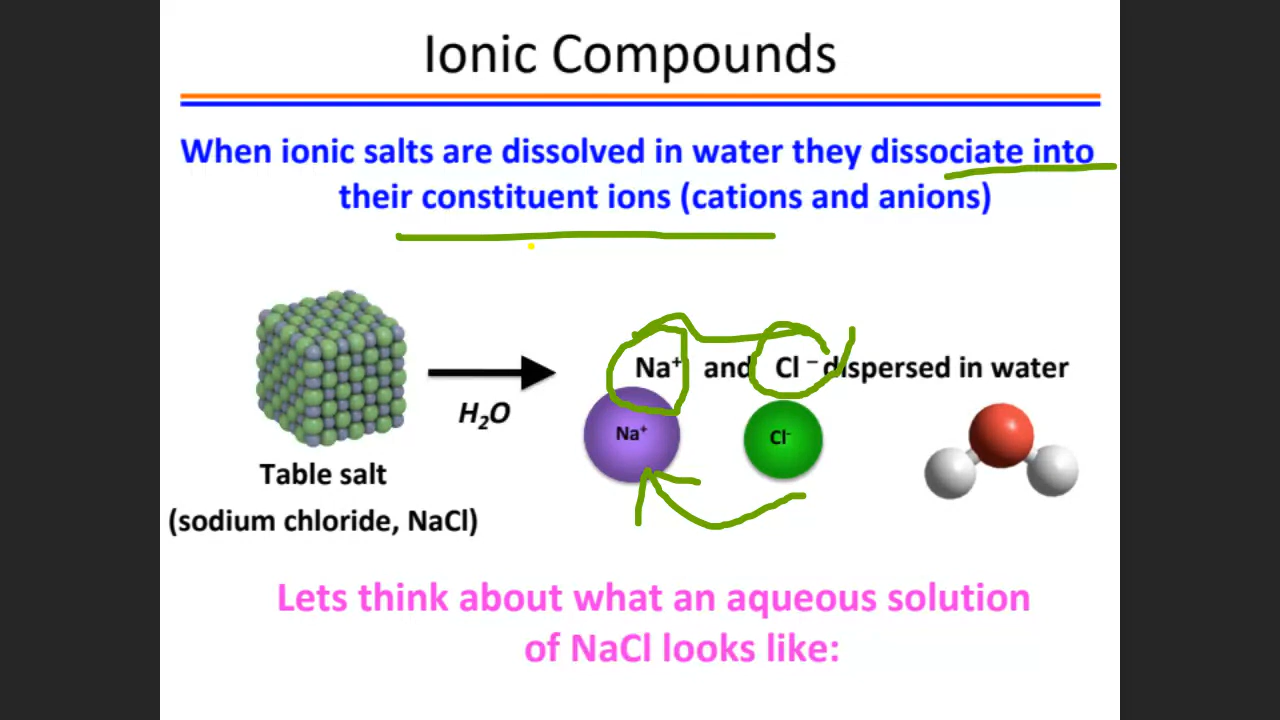 Ionic Compounds
When ionic salts are dissolved in water they dissociate into
their constituent ions (cations and anions)
Na⁺ and Cl⁻ dispersed in water
H₂O
Na⁺
Cl⁻
Table salt
(sodium chloride, NaCl)
Lets think about what an aqueous solution
of NaCl looks like: